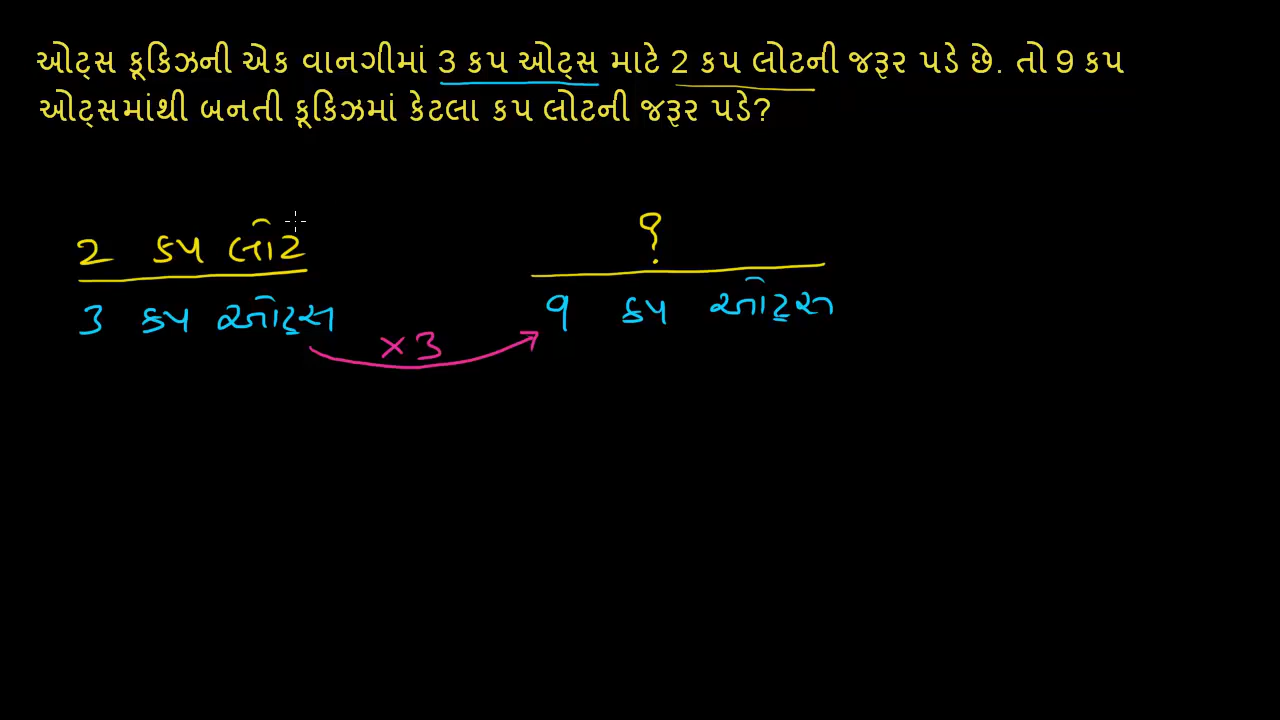 ઓટ્સ કૂકિઝની એક વાનગીમાં 3 કપ ઓટ્સ માટે 2 કપ લોટની જરૂર પડે છે. તો 9 કપ
ઓટ્સમાંથી બનતી કૂકિઝમાં કેટલા કપ લોટની જરૂર પડે?
2 કપ લોટ
?
3 કપ ઓટ્સ
9 કપ ઓટ્સ
×3